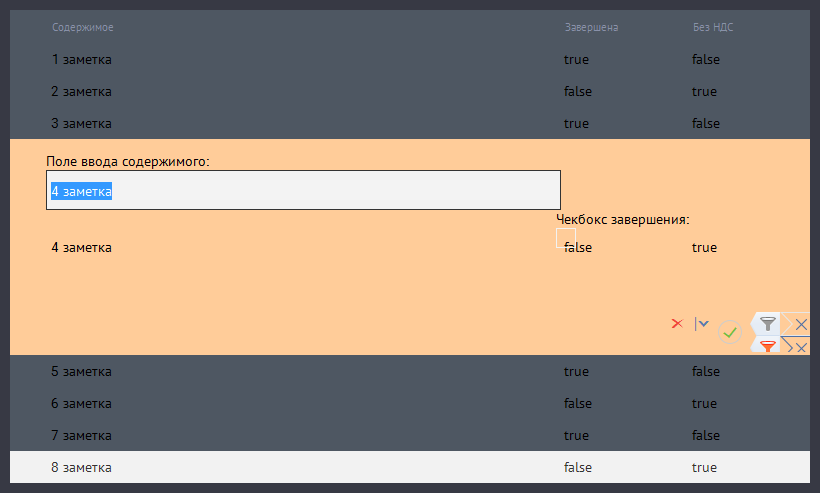 Содержимое Завершена Без НДС
1 заметка true false
2 заметка false true
3 заметка true false
Поле ввода содержимого:
4 заметка
Чекбокс завершения:
4 заметка false true
5 заметка true false
6 заметка false true
7 заметка true false
8 заметка false true